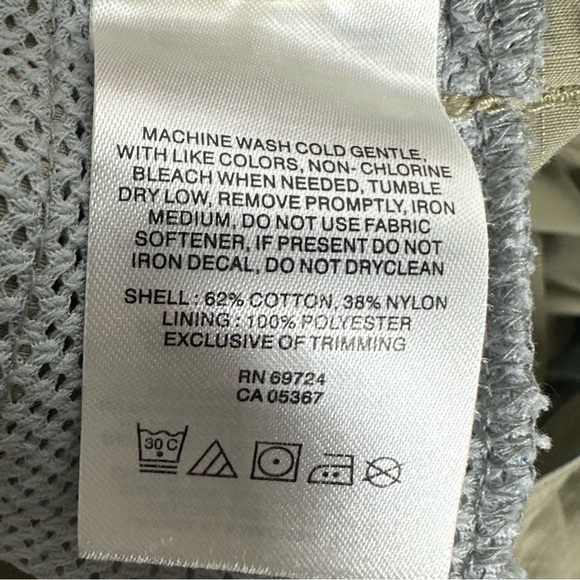 MACHINE WASH COLD GENTLE,
WITH LIKE COLORS, NON-CHLORINE
BLEACH WHEN NEEDED, TUMBLE
DRY LOW, REMOVE PROMPTLY, IRON
MEDIUM, DO NOT USE FABRIC
SOFTENER, IF PRESENT DO NOT
IRON DECAL, DO NOT DRYCLEAN
SHELL : 62% COTTON, 38% NYLON
LINING : 100% POLYESTER
EXCLUSIVE OF TRIMMING
RN 69724
CA 05367
30 C